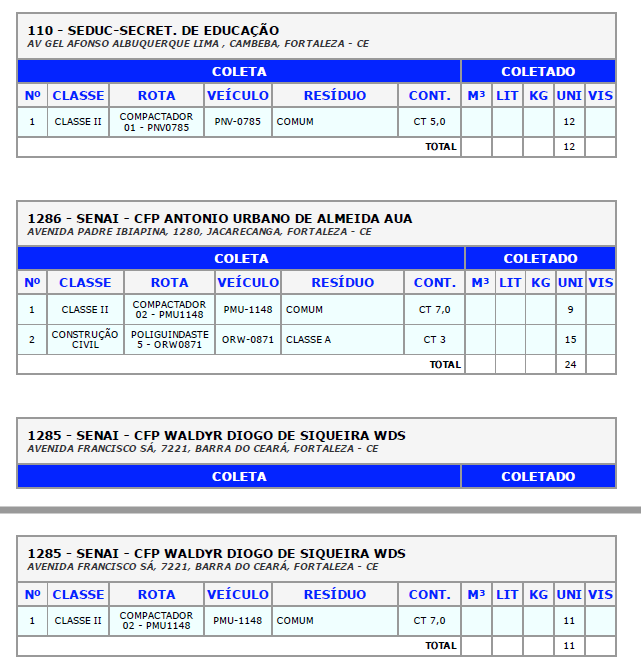 110 - SEDUC-SECRET. DE EDUCAÇÃO
AV GEL AFONSO ALBUQUERQUE LIMA , CAMBEBA, FORTALEZA - CE
COLETA COLETADO
Nº CLASSE ROTA VEÍCULO RESÍDUO CONT. M³ LIT KG UNI VIS
1 CLASSE II COMPACTADOR 01 - PNV0785 PNV-0785 COMUM CT 5,0 12
TOTAL 12
1286 - SENAI - CFP ANTONIO URBANO DE ALMEIDA AUA
AVENIDA PADRE IBIAPINA, 1280, JACARECANGA, FORTALEZA - CE
COLETA COLETADO
Nº CLASSE ROTA VEÍCULO RESÍDUO CONT. M³ LIT KG UNI VIS
1 CLASSE II COMPACTADOR 02 - PMU1148 PMU-1148 COMUM CT 7,0 9
2 CONSTRUÇÃO CIVIL POLIGUINDASTE 5 - ORW0871 ORW-0871 CLASSE A CT 3 15
TOTAL 24
1285 - SENAI - CFP WALDYR DIOGO DE SIQUEIRA WDS
AVENIDA FRANCISCO SÁ, 7221, BARRA DO CEARÁ, FORTALEZA - CE
COLETA COLETADO
1285 - SENAI - CFP WALDYR DIOGO DE SIQUEIRA WDS
AVENIDA FRANCISCO SÁ, 7221, BARRA DO CEARÁ, FORTALEZA - CE
Nº CLASSE ROTA VEÍCULO RESÍDUO CONT. M³ LIT KG UNI VIS
1 CLASSE II COMPACTADOR 02 - PMU1148 PMU-1148 COMUM CT 7,0 11
TOTAL 11